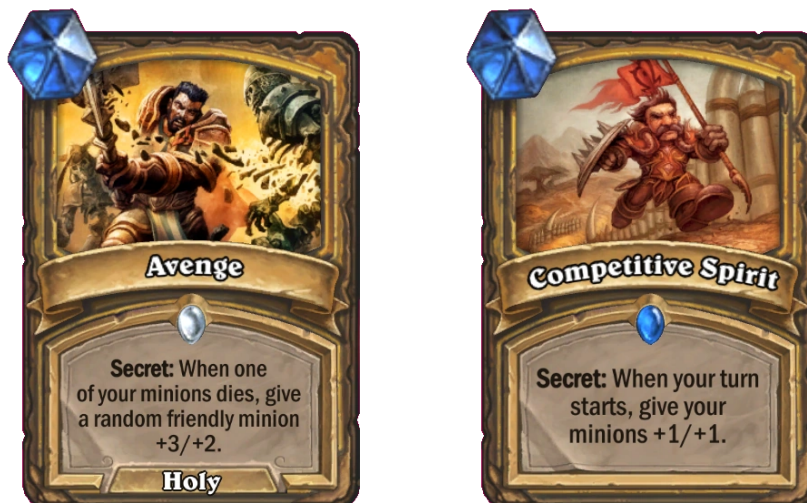 Avenge
Secret: When one
of your minions dies, give
a random friendly minion
+3/+2.
Holy
Competitive Spirit
Secret: When your turn
starts, give your
minions +1/+1.